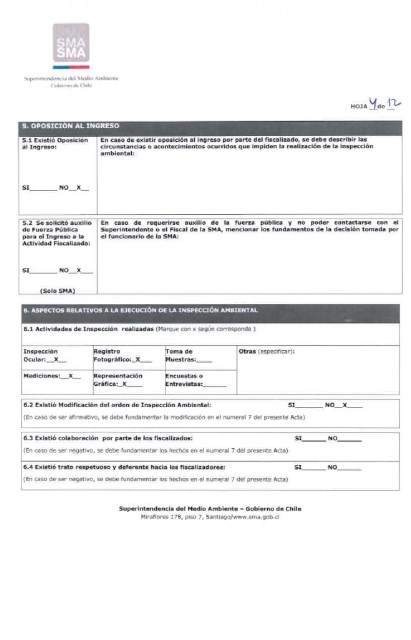 SMA
SMA
Superintendencia del Medio Ambiente
Gobierno de Chile
HOJA 4 de 12
5. OPOSICIÓN AL INGRESO
5.1 Existió Oposición
al Ingreso:
SI______ NO__X__
En caso de existir oposición al ingreso por parte del fiscalizado, se debe describir las
circunstancias o acontecimientos ocurridos que impiden la realización de la inspección
ambiental:
5.2 Se solicitó auxilio
de Fuerza Pública
para el Ingreso a la
Actividad Fiscalizado:
SI______ NO__X___
(Solo SMA)
En caso de requerirse auxilio de la fuerza pública y no poder contactarse con el
Superintendente o el Fiscal de la SMA, mencionar los fundamentos de la decisión tomada por
el funcionario de la SMA:
6. ASPECTOS RELATIVOS A LA EJECUCIÓN DE LA INSPECCIÓN AMBIENTAL
6.1 Actividades de Inspección realizadas (Marque con x según corresponda )
Inspección
Ocular:__X__
Registro
Fotográfico:_X___
Toma de
Muestras:____
Otras (especificar):
Mediciones:__X__
Representación
Gráfica:_X____
Encuestas o
Entrevistas:______
6.2 Existió Modificación del orden de Inspección Ambiental: SI______ NO__X___
(En caso de ser afirmativo, se debe fundamentar la modificación en el numeral 7 del presente Acta)
6.3 Existió colaboración por parte de los fiscalizados: SI______ NO______
(En caso de ser negativo, se debe fundamentar los hechos en el numeral 7 del presente Acta)
6.4 Existió trato respetuoso y deferente hacia los fiscalizadores: SI______ NO______
(En caso de ser negativo, se debe fundamentar los hechos en el numeral 7 del presente Acta)
Superintendencia del Medio Ambiente – Gobierno de Chile
Miraflores 178, piso 7, Santiago/www.sma.gob.cl